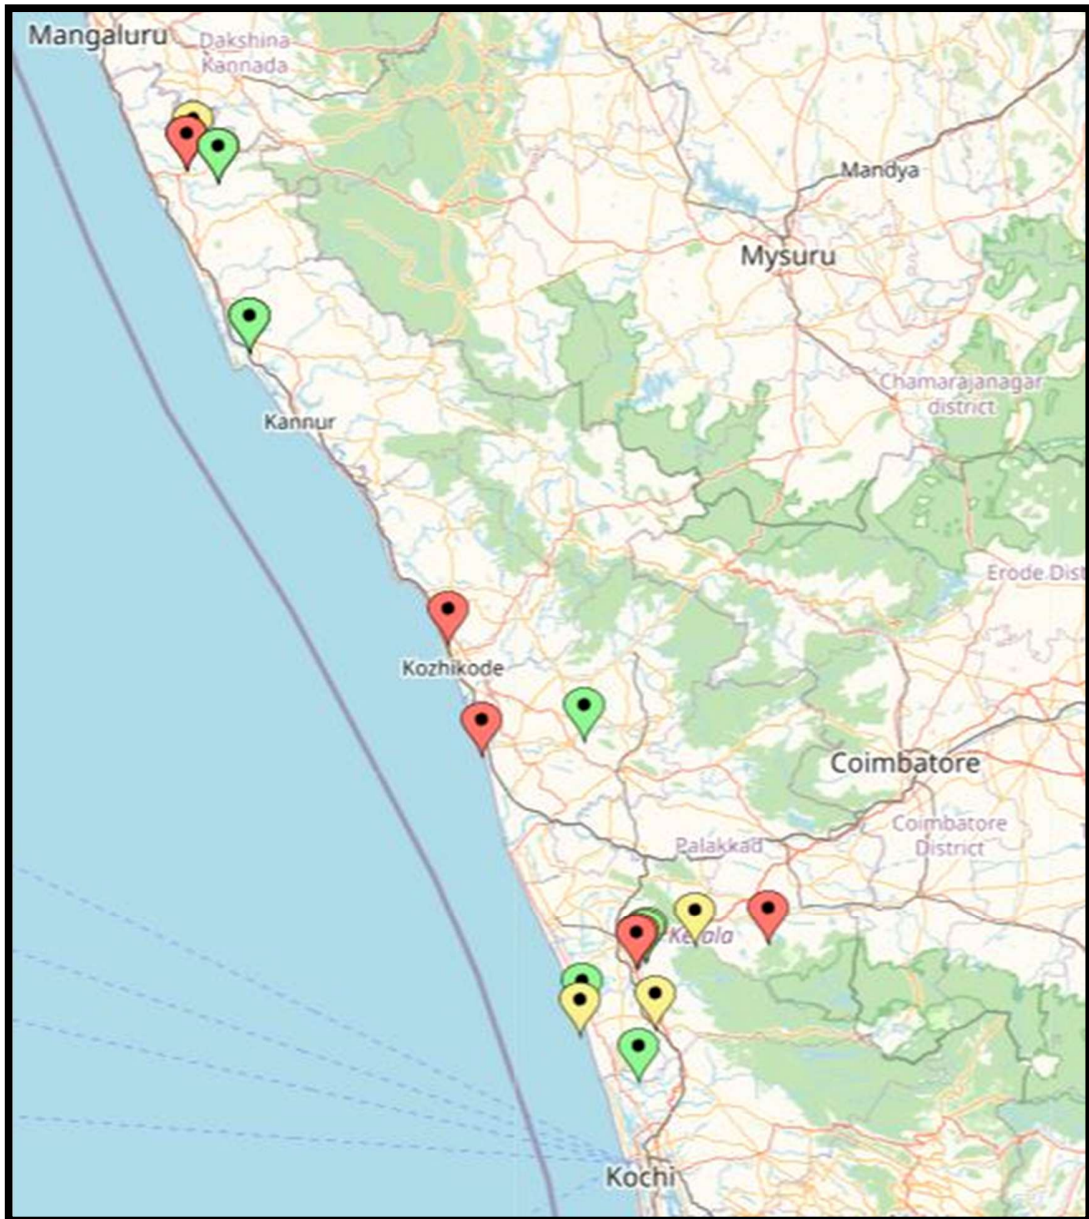 Mangaluru
Dakshina
Kannada
Mandya
Mysuru
Chamarajanagar
district
Kannur
Erode Dist
Kozhikode
Coimbatore
Coimbatore
District
Palakkad
Kerala
Kochi